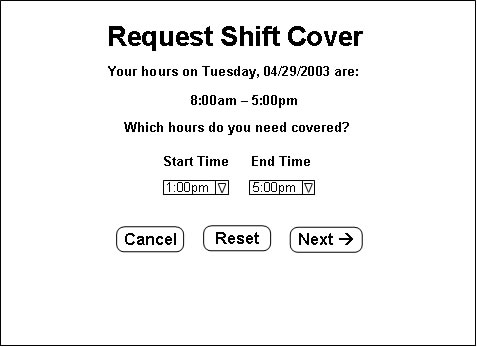 Request Shift Cover
Your hours on Tuesday, 04/29/2003 are:
8:00am – 5:00pm
Which hours do you need covered?
Start Time End Time
1:00pm 5:00pm
Cancel Reset Next →